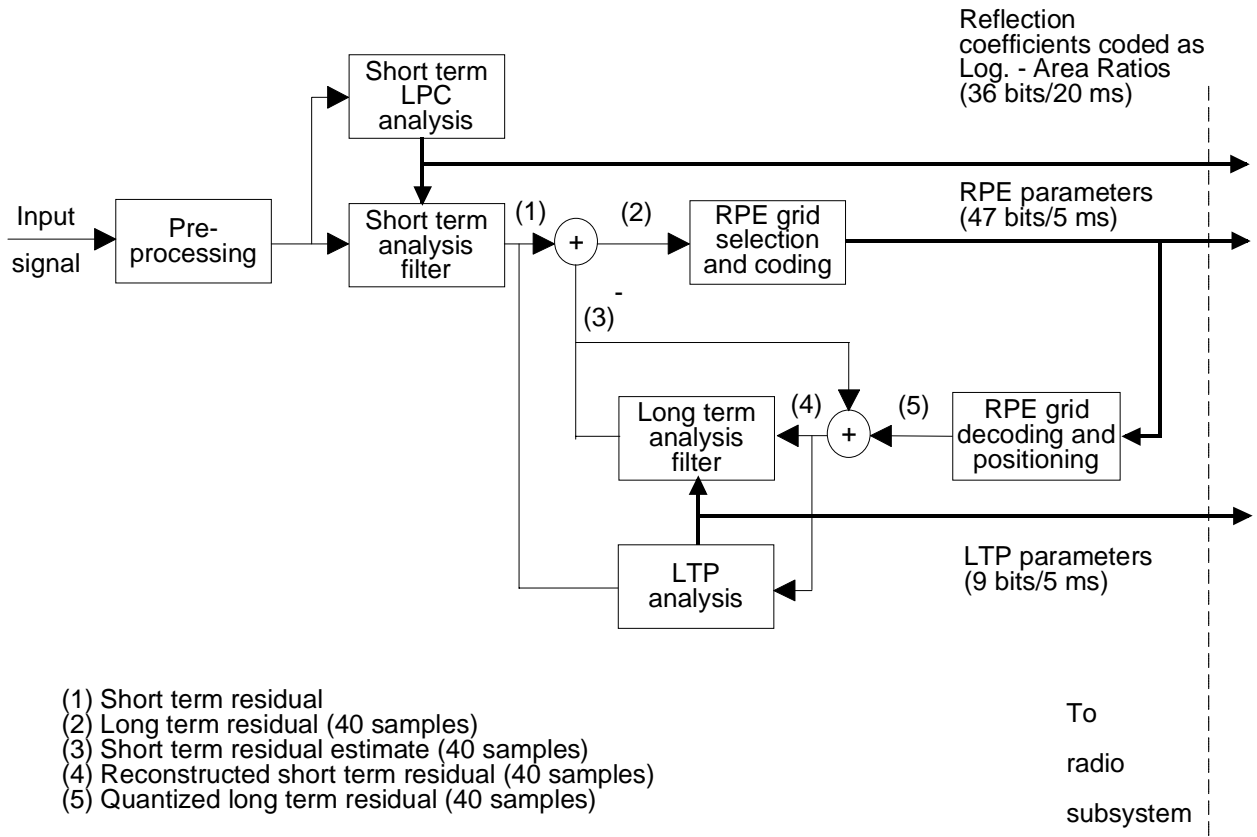 Reflection
coefficients coded as
Log. - Area Ratios
(36 bits/20 ms)
Short term
LPC
analysis
Input
signal
Pre-
processing
Short term
analysis
filter
(1)
+
(2)
RPE grid
selection
and coding
RPE parameters
(47 bits/5 ms)
-
(3)
Long term
analysis
filter
(4)
+
(5)
RPE grid
decoding and
positioning
LTP
analysis
LTP parameters
(9 bits/5 ms)
(1) Short term residual
(2) Long term residual (40 samples)
(3) Short term residual estimate (40 samples)
(4) Reconstructed short term residual (40 samples)
(5) Quantized long term residual (40 samples)
To
radio
subsystem